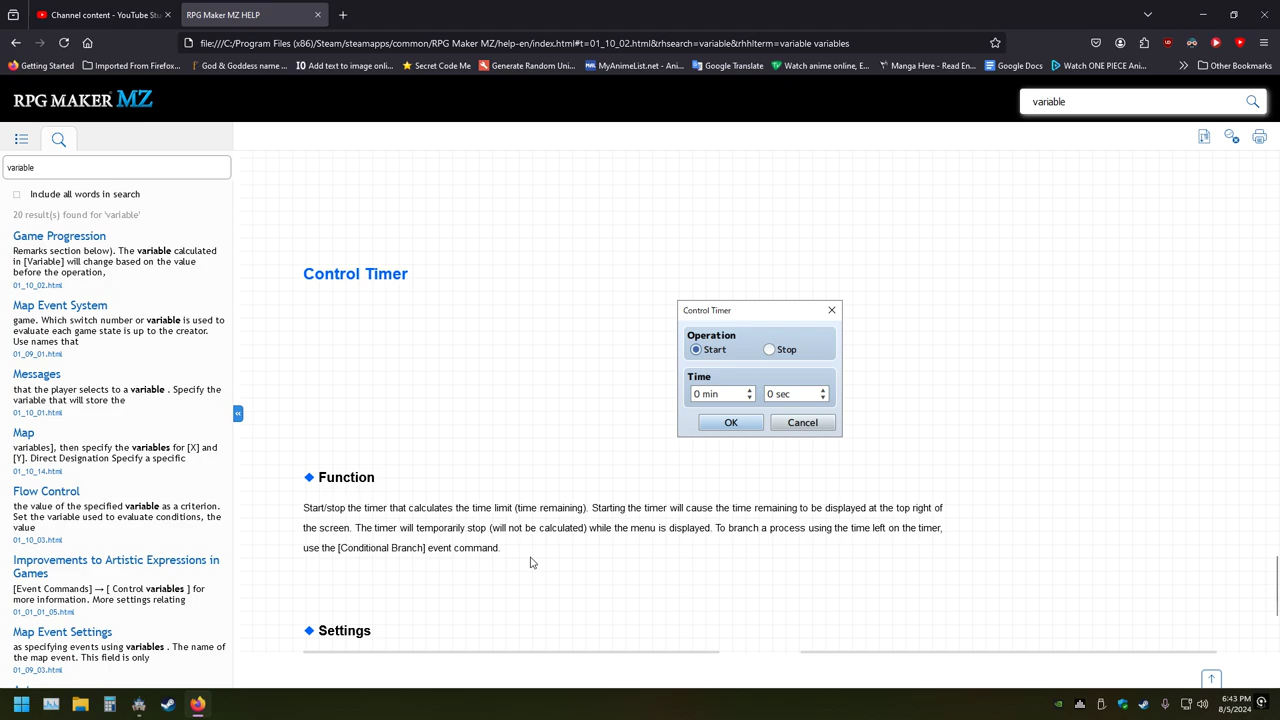 Channel content - YouTube Stu
RPG Maker MZ HELP
file:///C:/Program Files (x86)/Steam/steamapps/common/RPG Maker MZ/help-en/index.html#t=01_10_02.html&rhsearch=variable&rhhlterm=variable variables
Getting Started
Imported From Firefox...
God & Goddess name ...
Add text to image onli...
Secret Code Me
Generate Random Uni...
MyAnimeList.net - Ani...
Google Translate
Watch anime online, E...
Manga Here - Read En...
Google Docs
Watch ONE PIECE Ani...
Other Bookmarks
RPG MAKER MZ
variable
variable
Include all words in search
20 result(s) found for 'variable'
Game Progression
Remarks section below). The variable calculated
in [Variable] will change based on the value
before the operation,
01_10_02.html
Map Event System
game. Which switch number or variable is used to
evaluate each game state is up to the creator.
Use names that
01_09_01.html
Messages
that the player selects to a variable . Specify the
variable that will store the
01_10_01.html
Map
variables], then specify the variables for [X] and
[Y]. Direct Designation Specify a specific
01_10_14.html
Flow Control
the value of the specified variable as a criterion.
Set the variable used to evaluate conditions, the
value
01_10_03.html
Improvements to Artistic Expressions in
Games
[Event Commands] → [ Control variables ] for
more information. More settings relating
01_01_01_05.html
Map Event Settings
as specifying events using variables . The name of
the map event. This field is only
01_09_03.html
Control Timer
Control Timer
Operation
Start
Stop
Time
0 min
0 sec
OK
Cancel
Function
Start/stop the timer that calculates the time limit (time remaining). Starting the timer will cause the time remaining to be displayed at the top right of
the screen. The timer will temporarily stop (will not be calculated) while the menu is displayed. To branch a process using the time left on the timer,
use the [Conditional Branch] event command.
Settings
6:43 PM
8/5/2024